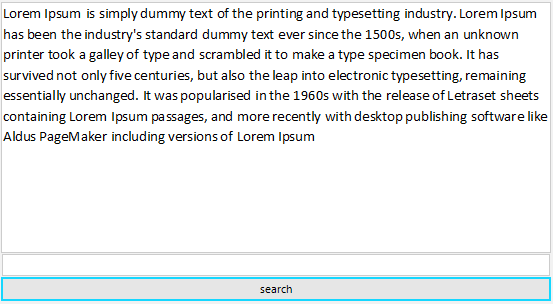 Lorem Ipsum is simply dummy text of the printing and typesetting industry. Lorem Ipsum
has been the industry's standard dummy text ever since the 1500s, when an unknown
printer took a galley of type and scrambled it to make a type specimen book. It has
survived not only five centuries, but also the leap into electronic typesetting, remaining
essentially unchanged. It was popularised in the 1960s with the release of Letraset sheets
containing Lorem Ipsum passages, and more recently with desktop publishing software like
Aldus PageMaker including versions of Lorem Ipsum
search